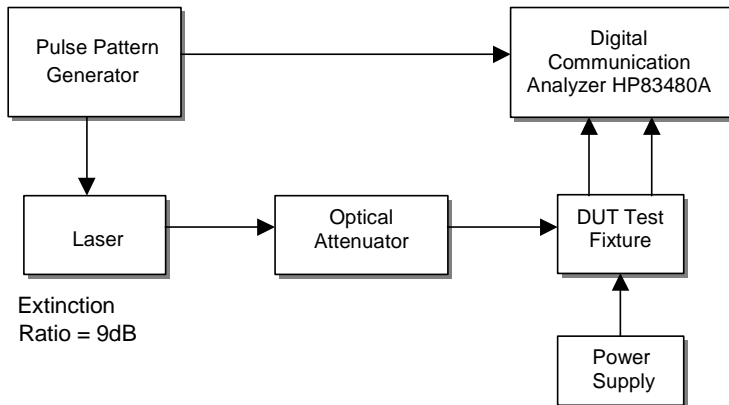 Pulse Pattern
Generator
Digital
Communication
Analyzer HP83480A
Laser
Optical
Attenuator
DUT Test
Fixture
Extinction
Ratio = 9dB
Power
Supply